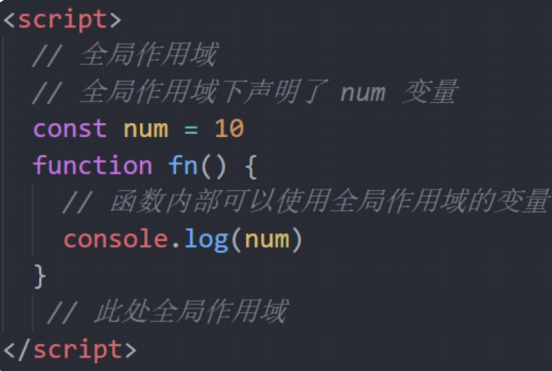 <script>
// 全局作用域
// 全局作用域下声明了 num 变量
const num = 10
function fn() {
// 函数内部可以使用全局作用域的变量
console.log(num)
}
// 此处全局作用域
</script>